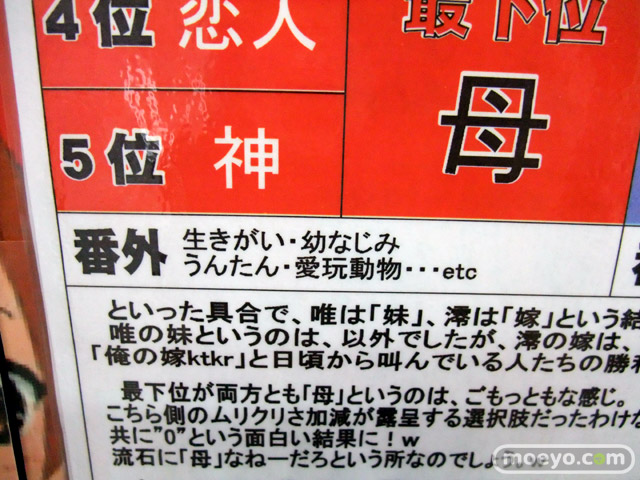 4位 恋人
最下位
母
5位 神
番外 生きがい・幼なじみ
うんたん・愛玩動物・・・etc
といった具合で、唯は「妹」、澪は「嫁」という結
唯の妹というのは、以外でしたが、澪の嫁は、
「俺の嫁ktkr」と日頃から叫んでいる人たちの勝利
最下位が両方とも「母」というのは、ごもっともな感じ。
こちら側のムリクリさ加減が露呈する選択肢だったわけな
共に"0"という面白い結果に！w
流石に「母」なねーだろという所なのでしょう。w
moeyo.com